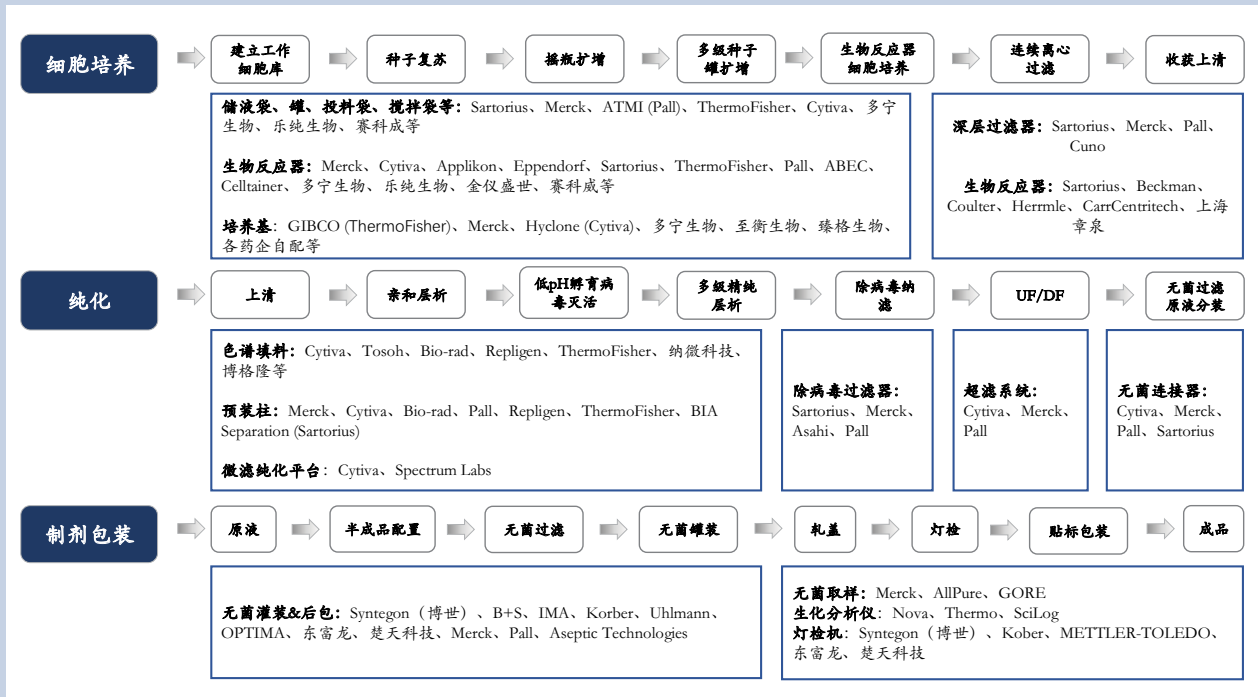 细胞培养
建立工作
细胞库
种子复苏
摇瓶扩增
多级种子
罐扩增
生物反应器
细胞培养
连续离心
过滤
收获上清
储液袋、罐、投料袋、搅拌袋等：Sartorius、Merck、ATMI (Pall)、ThermoFisher、Cytiva、多宁
生物、乐纯生物、赛科成等
生物反应器：Merck、Cytiva、Applikon、Eppendorf、Sartorius、ThermoFisher、Pall、ABEC、
Celltainer、多宁生物、乐纯生物、金仪盛世、赛科成等
培养基：GIBCO (ThermoFisher)、Merck、Hyclone (Cytiva)、多宁生物、至衡生物、臻格生物、
各药企自配等
深层过滤器：Sartorius、Merck、Pall、
Cuno
生物反应器：Sartorius、Beckman、
Coulter、Herrmle、CarrCentritech、上海
章泉
纯化
上清
亲和层析
低pH孵育病
毒灭活
多级精纯
层析
除病毒纳
滤
UF/DF
无菌过滤
原液分装
色谱填料：Cytiva、Tosoh、Bio-rad、Repligen、ThermoFisher、纳微科技、
博格隆等
预装柱：Merck、Cytiva、Bio-rad、Pall、Repligen、ThermoFisher、BIA
Separation (Sartorius)
微滤纯化平台：Cytiva、Spectrum Labs
除病毒过滤器：
Sartorius、Merck、
Asahi、Pall
超滤系统：
Cytiva、Merck、
Pall
无菌连接器：
Cytiva、Merck、
Pall、Sartorius
制剂包装
原液
半成品配置
无菌过滤
无菌罐装
轧盖
灯检
贴标包装
成品
无菌灌装&后包：Syntegon（博世）、B+S、IMA、Korber、Uhlmann、
OPTIMA、东富龙、楚天科技、Merck、Pall、Aseptic Technologies
无菌取样：Merck、AllPure、GORE
生化分析仪：Nova、Thermo、SciLog
灯检机：Syntegon（博世）、Kober、METTLER-TOLEDO、
东富龙、楚天科技